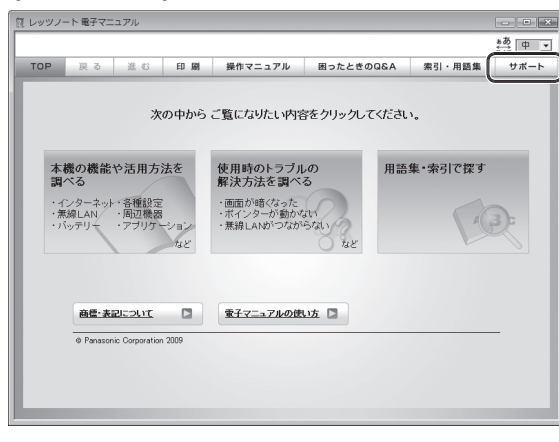 レッツノート 電子マニュアル
ああ 中
TOP 戻る 進む 印刷 操作マニュアル 困ったときのQ&A 索引・用語集 サポート
次の中から ご覧になりたい内容をクリックしてください。
本機の機能や活用方法を
調べる
・インターネット ・各種設定
・無線LAN ・周辺機器
・バッテリー ・アプリケーション
など
使用時のトラブルの
解決方法を調べる
・画面が暗くなった
・ポインターが動かない
・無線LANがつながらない
など
用語集・索引で探す
A B C
商標・表記について
電子マニュアルの使い方
© Panasonic Corporation 2009